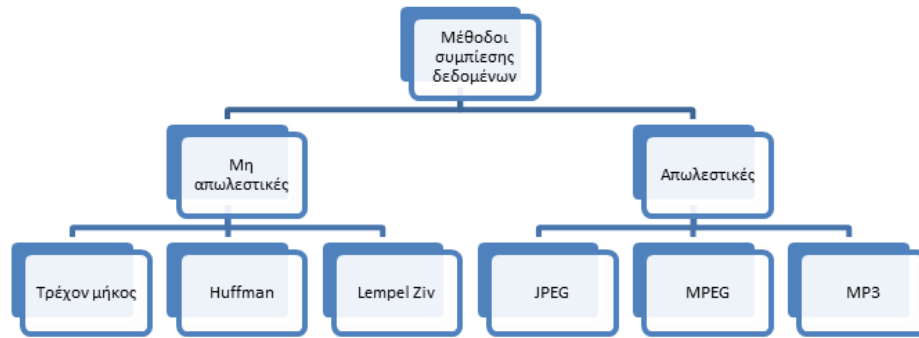 Μέθοδοι
συμπίεσης
δεδομένων
Μη
απωλεστικές
Απωλεστικές
Τρέχον μήκος
Huffman
Lempel Ziv
JPEG
MPEG
MP3